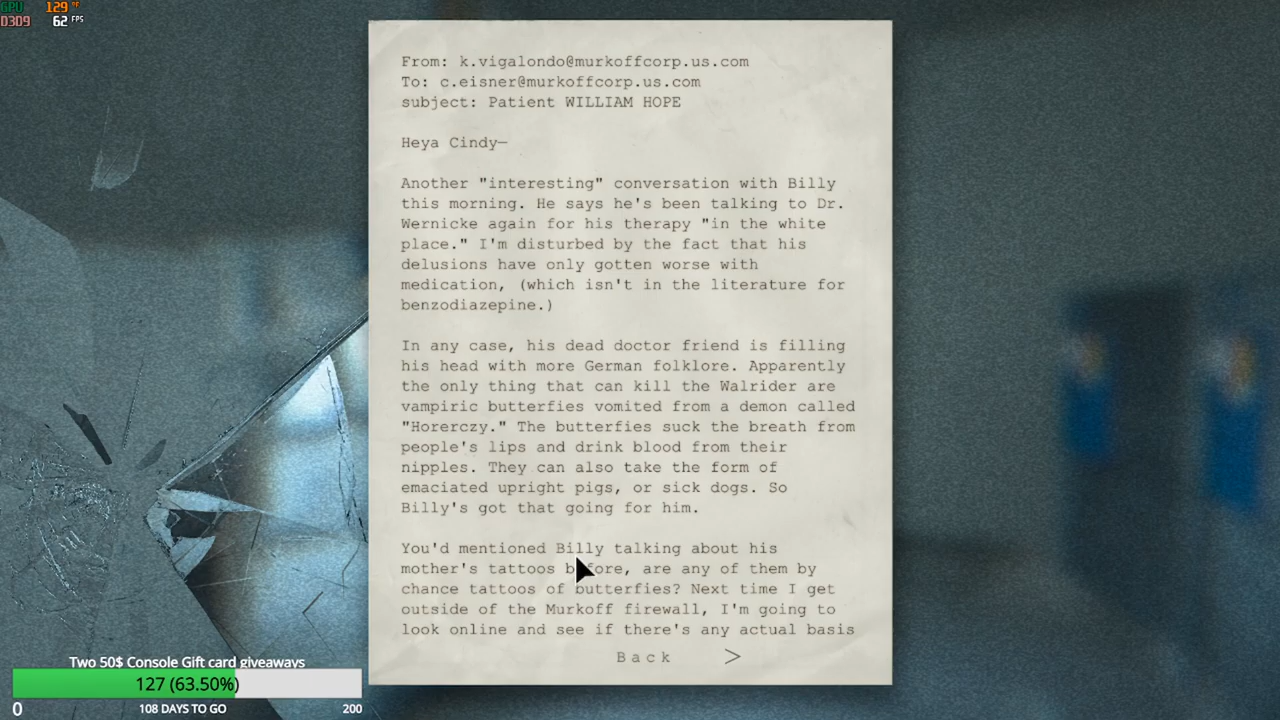 GPU 129 °F
D3D9 62 FPS
From: k.vigalondo@murkoffcorp.us.com
To: c.eisner@murkoffcorp.us.com
subject: Patient WILLIAM HOPE
Heya Cindy—
Another "interesting" conversation with Billy
this morning. He says he's been talking to Dr.
Wernicke again for his therapy "in the white
place." I'm disturbed by the fact that his
delusions have only gotten worse with
medication, (which isn't in the literature for
benzodiazepine.)
In any case, his dead doctor friend is filling
his head with more German folklore. Apparently
the only thing that can kill the Walrider are
vampiric butterfies vomited from a demon called
"Horerczy." The butterfies suck the breath from
people's lips and drink blood from their
nipples. They can also take the form of
emaciated upright pigs, or sick dogs. So
Billy's got that going for him.
You'd mentioned Billy talking about his
mother's tattoos before, are any of them by
chance tattoos of butterfies? Next time I get
outside of the Murkoff firewall, I'm going to
look online and see if there's any actual basis
Back >
Two 50$ Console Gift card giveaways
127 (63.50%)
0 108 DAYS TO GO 200